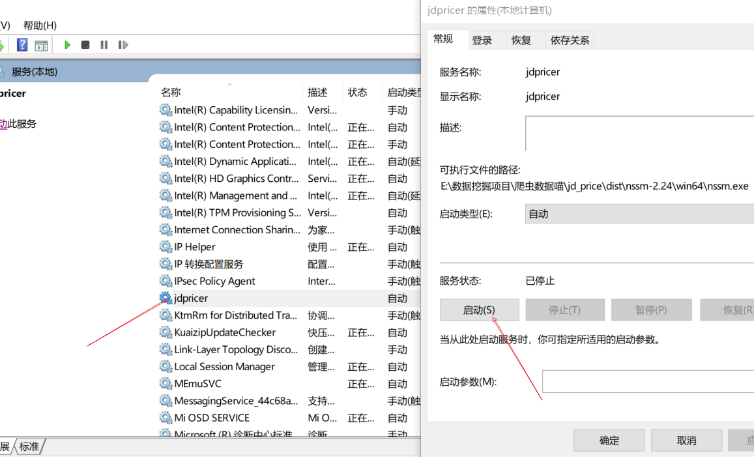 jdpricer 的属性(本地计算机)
(V) 帮助(H)
常规 登录 恢复 依存关系
服务(本地)
pricer
动此服务
名称 描述 状态 启动类型
Intel(R) Capability Licensin... Versi... 手动
Intel(R) Content Protection... Intel(... 正在... 自动
Intel(R) Content Protection... Intel(... 正在... 手动
Intel(R) Dynamic Applicati... Intel(... 正在... 自动(延
Intel(R) HD Graphics Contr... Servi... 正在... 自动
Intel(R) Management and ... Intel(... 正在... 自动(延
Intel(R) TPM Provisioning S... Versi... 自动
Internet Connection Sharin... 为家... 手动(触
IP Helper 使用 ... 正在... 自动
IP 转换配置服务 配置... 手动(触
IPsec Policy Agent Inter... 手动(触
jdpricer 自动
KtmRm for Distributed Tra... 协调... 手动(触
KuaizipUpdateChecker 快压... 正在... 自动
Link-Layer Topology Disco... 创建... 手动
Local Session Manager 管理... 正在... 自动
MEmuSVC 正在... 自动
MessagingService_44c68a... 支持... 手动(触
Mi OSD SERVICE Mi O... 正在... 自动
Microsoft (R) 诊断中心标准... 诊断... 手动
展 标准
服务名称: jdpricer
显示名称: jdpricer
描述:
可执行文件的路径:
E:\数据挖掘项目\爬虫数据喵\jd_price\dist\nssm-2.24\win64\nssm.exe
启动类型(E): 自动
服务状态: 已停止
启动(S) 停止(T) 暂停(P) 恢复(R
当从此处启动服务时，你可指定所适用的启动参数。
启动参数(M):
确定 取消 应